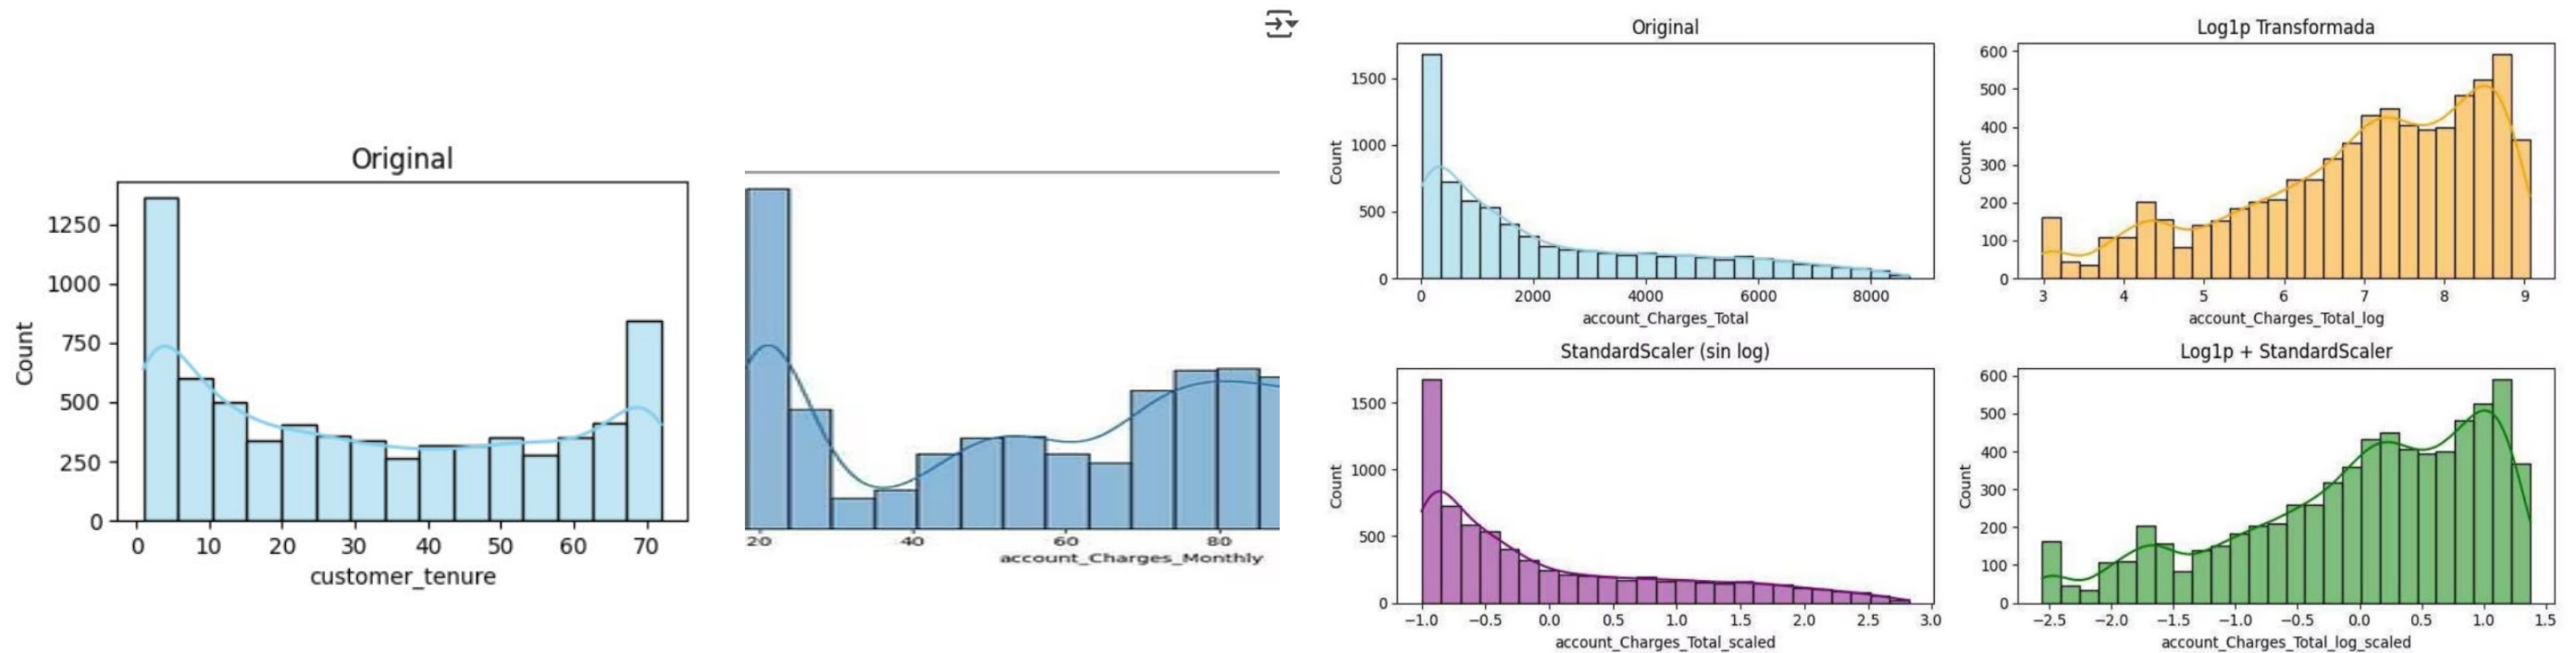 Original
Count
1250
1000
750
500
250
0
0 10 20 30 40 50 60 70
customer_tenure
20 40 60 80
account_Charges_Monthly
Original
Count
1500
1000
500
0
0 2000 4000 6000 8000
account_Charges_Total
Log1p Transformada
Count
600
500
400
300
200
100
0
3 4 5 6 7 8 9
account_Charges_Total_log
StandardScaler (sin log)
Count
1500
1000
500
0
−1.0 −0.5 0.0 0.5 1.0 1.5 2.0 2.5 3.0
account_Charges_Total_scaled
Log1p + StandardScaler
Count
600
500
400
300
200
100
0
−2.5 −2.0 −1.5 −1.0 −0.5 0.0 0.5 1.0 1.5
account_Charges_Total_log_scaled